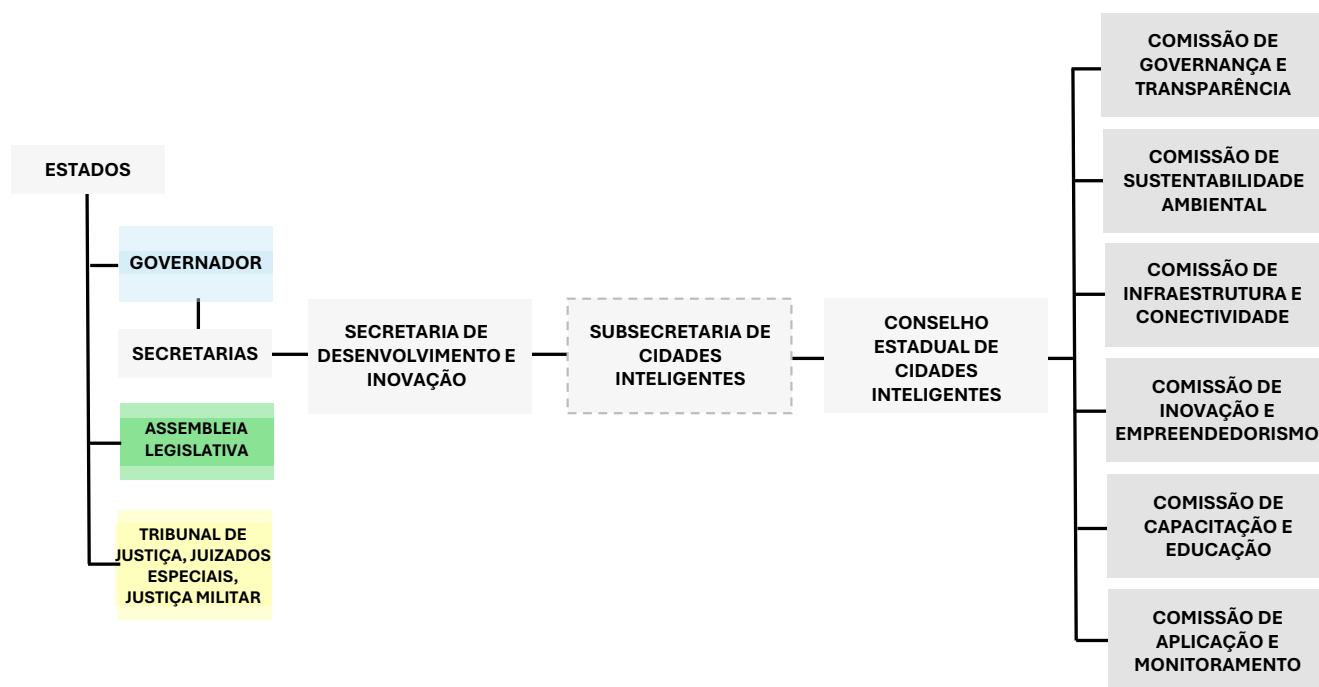 ESTADOS
GOVERNADOR
SECRETARIAS
ASSEMBLEIA
LEGISLATIVA
TRIBUNAL DE
JUSTIÇA, JUIZADOS
ESPECIAIS,
JUSTIÇA MILITAR
SECRETARIA DE
DESENVOLVIMENTO E
INOVAÇÃO
SUBSECRETARIA DE
CIDADES
INTELIGENTES
CONSELHO
ESTADUAL DE
CIDADES
INTELIGENTES
COMISSÃO DE
GOVERNANÇA E
TRANSPARÊNCIA
COMISSÃO DE
SUSTENTABILIDADE
AMBIENTAL
COMISSÃO DE
INFRAESTRUTURA E
CONECTIVIDADE
COMISSÃO DE
INOVAÇÃO E
EMPREENDEDORISMO
COMISSÃO DE
CAPACITAÇÃO E
EDUCAÇÃO
COMISSÃO DE
APLICAÇÃO E
MONITORAMENTO